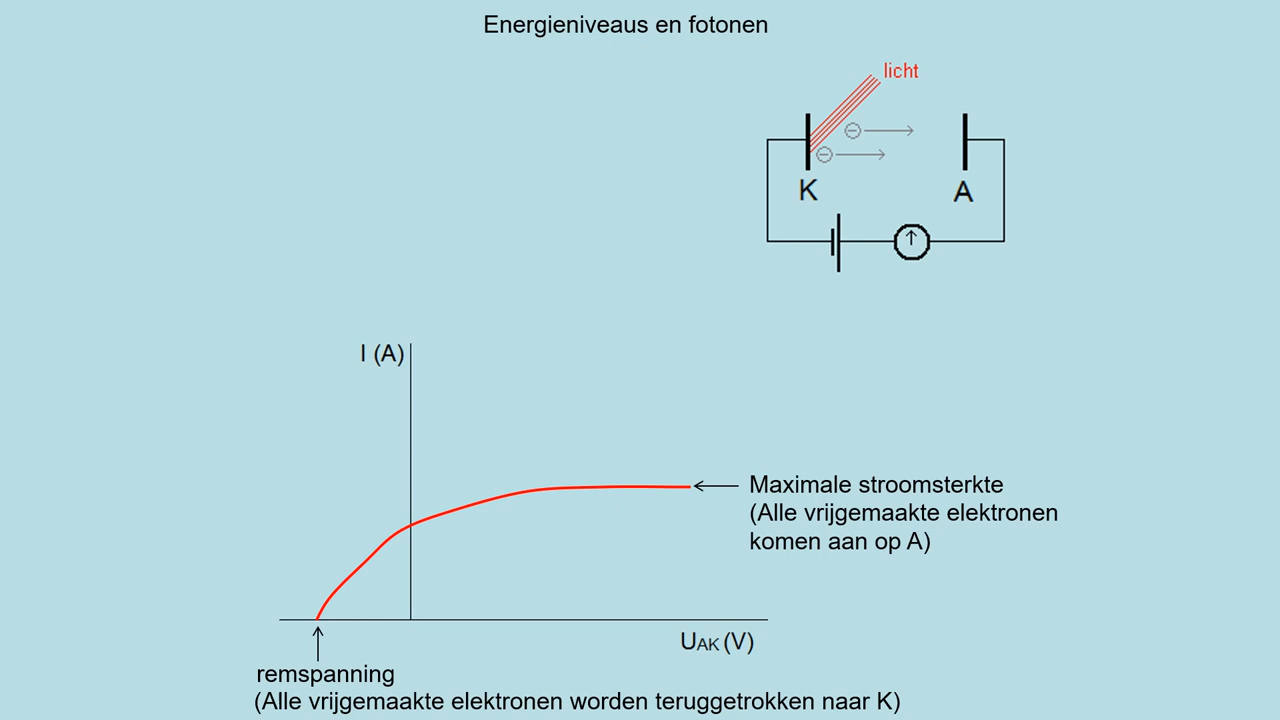 Energieniveaus en fotonen
licht
K
A
I (A)
Maximale stroomsterkte
(Alle vrijgemaakte elektronen
komen aan op A)
UAK (V)
remspanning
(Alle vrijgemaakte elektronen worden teruggetrokken naar K)